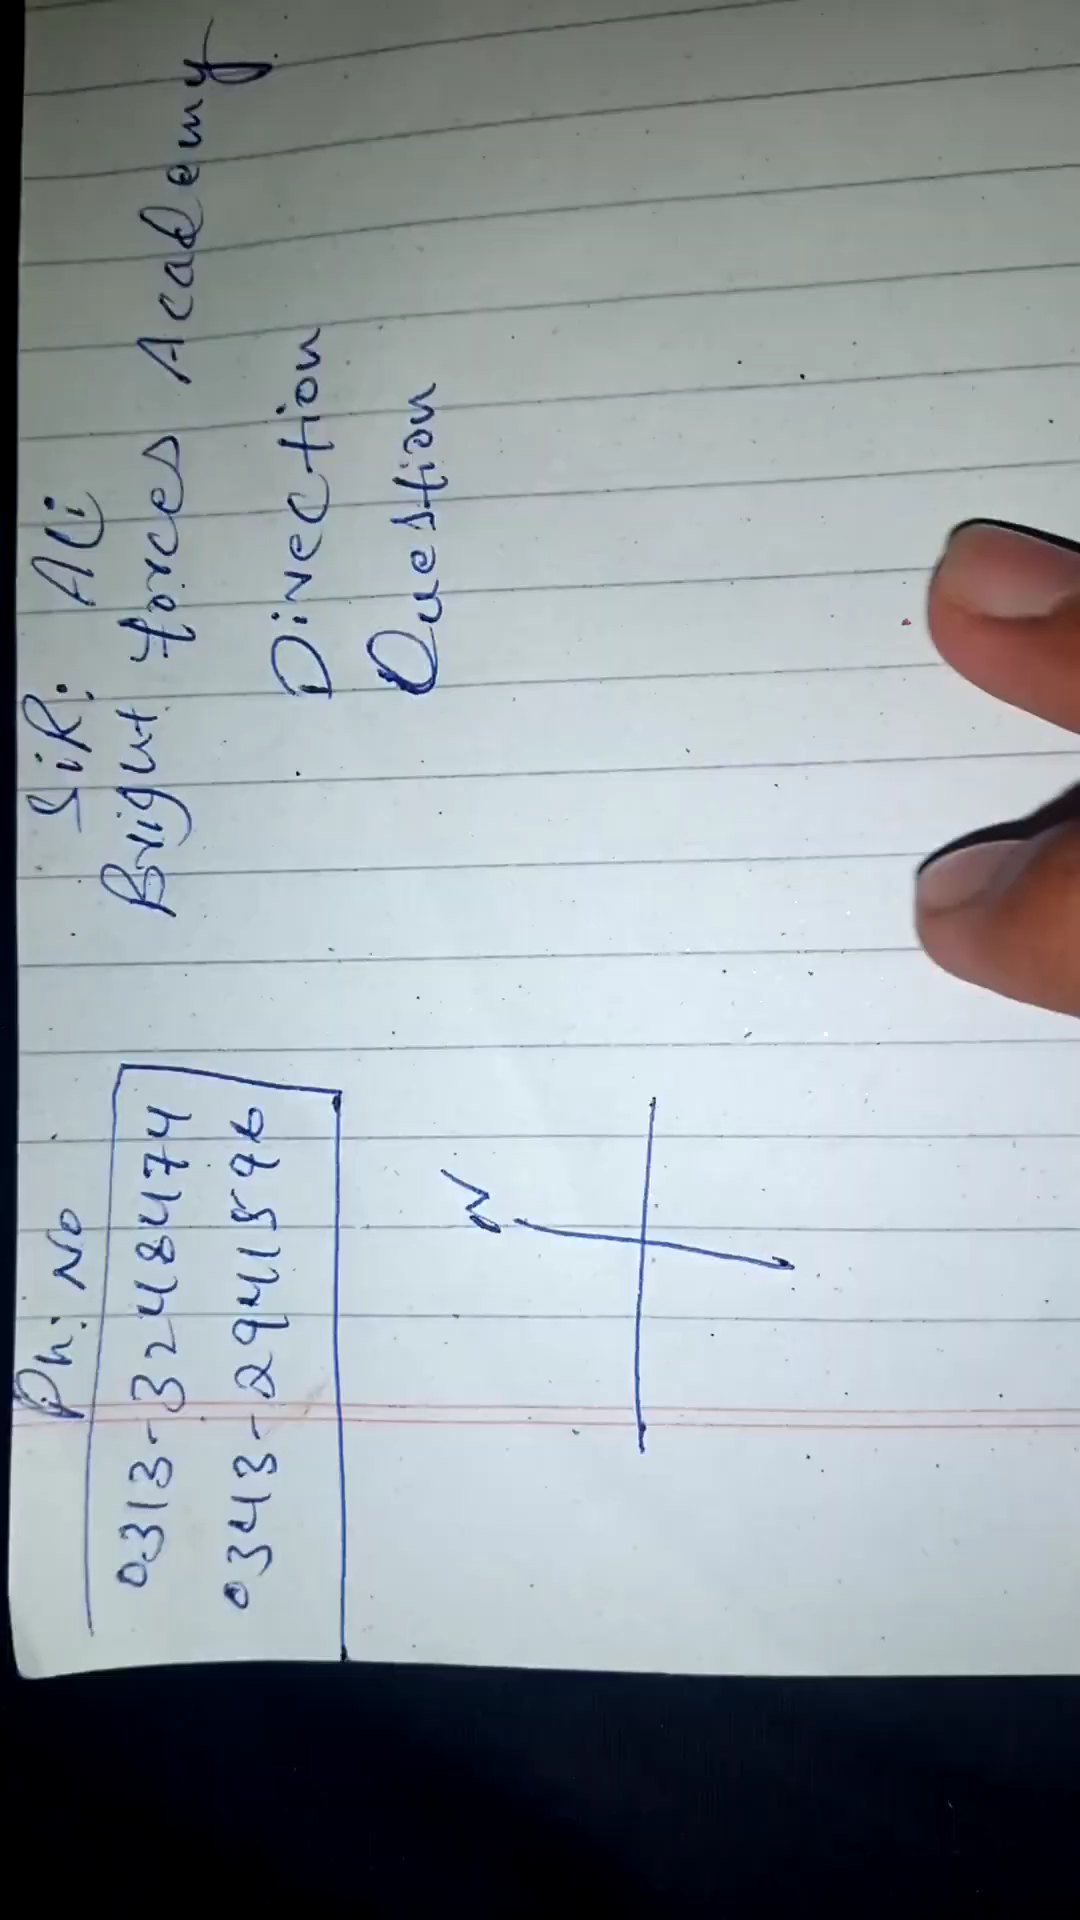 Ph: No
SiR: Ali
Bright forces Academy
0313-3248474
0343-2941596
Direction
Question
N